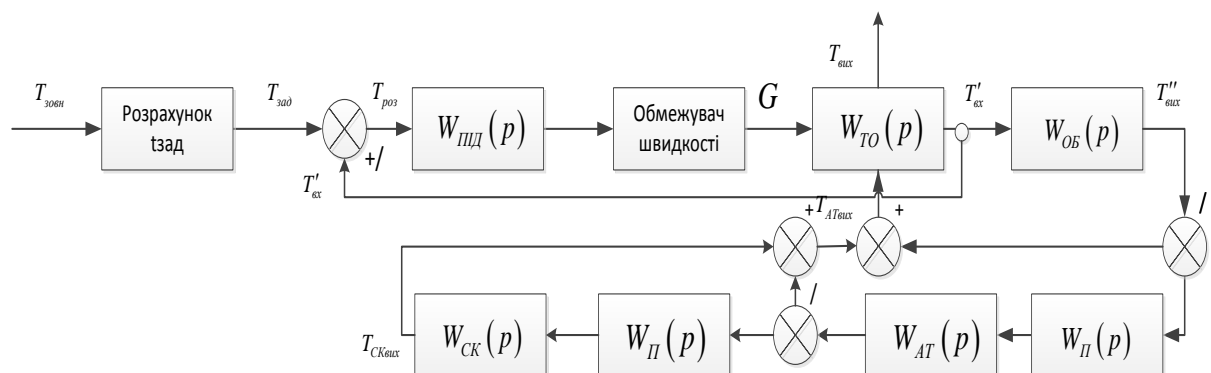 T_зовн
Розрахунок
tзад
T_зад
T_роз
+/
T'_вх
W_ПІД(p)
Обмежувач
швидкості
G
T_вих
W_ТО(p)
T'_вх
W_ОБ(p)
T''_вих
/
+
T_АТвих
+
/
T_СКвих
W_СК(p)
W_П(p)
W_АТ(p)
W_П(p)